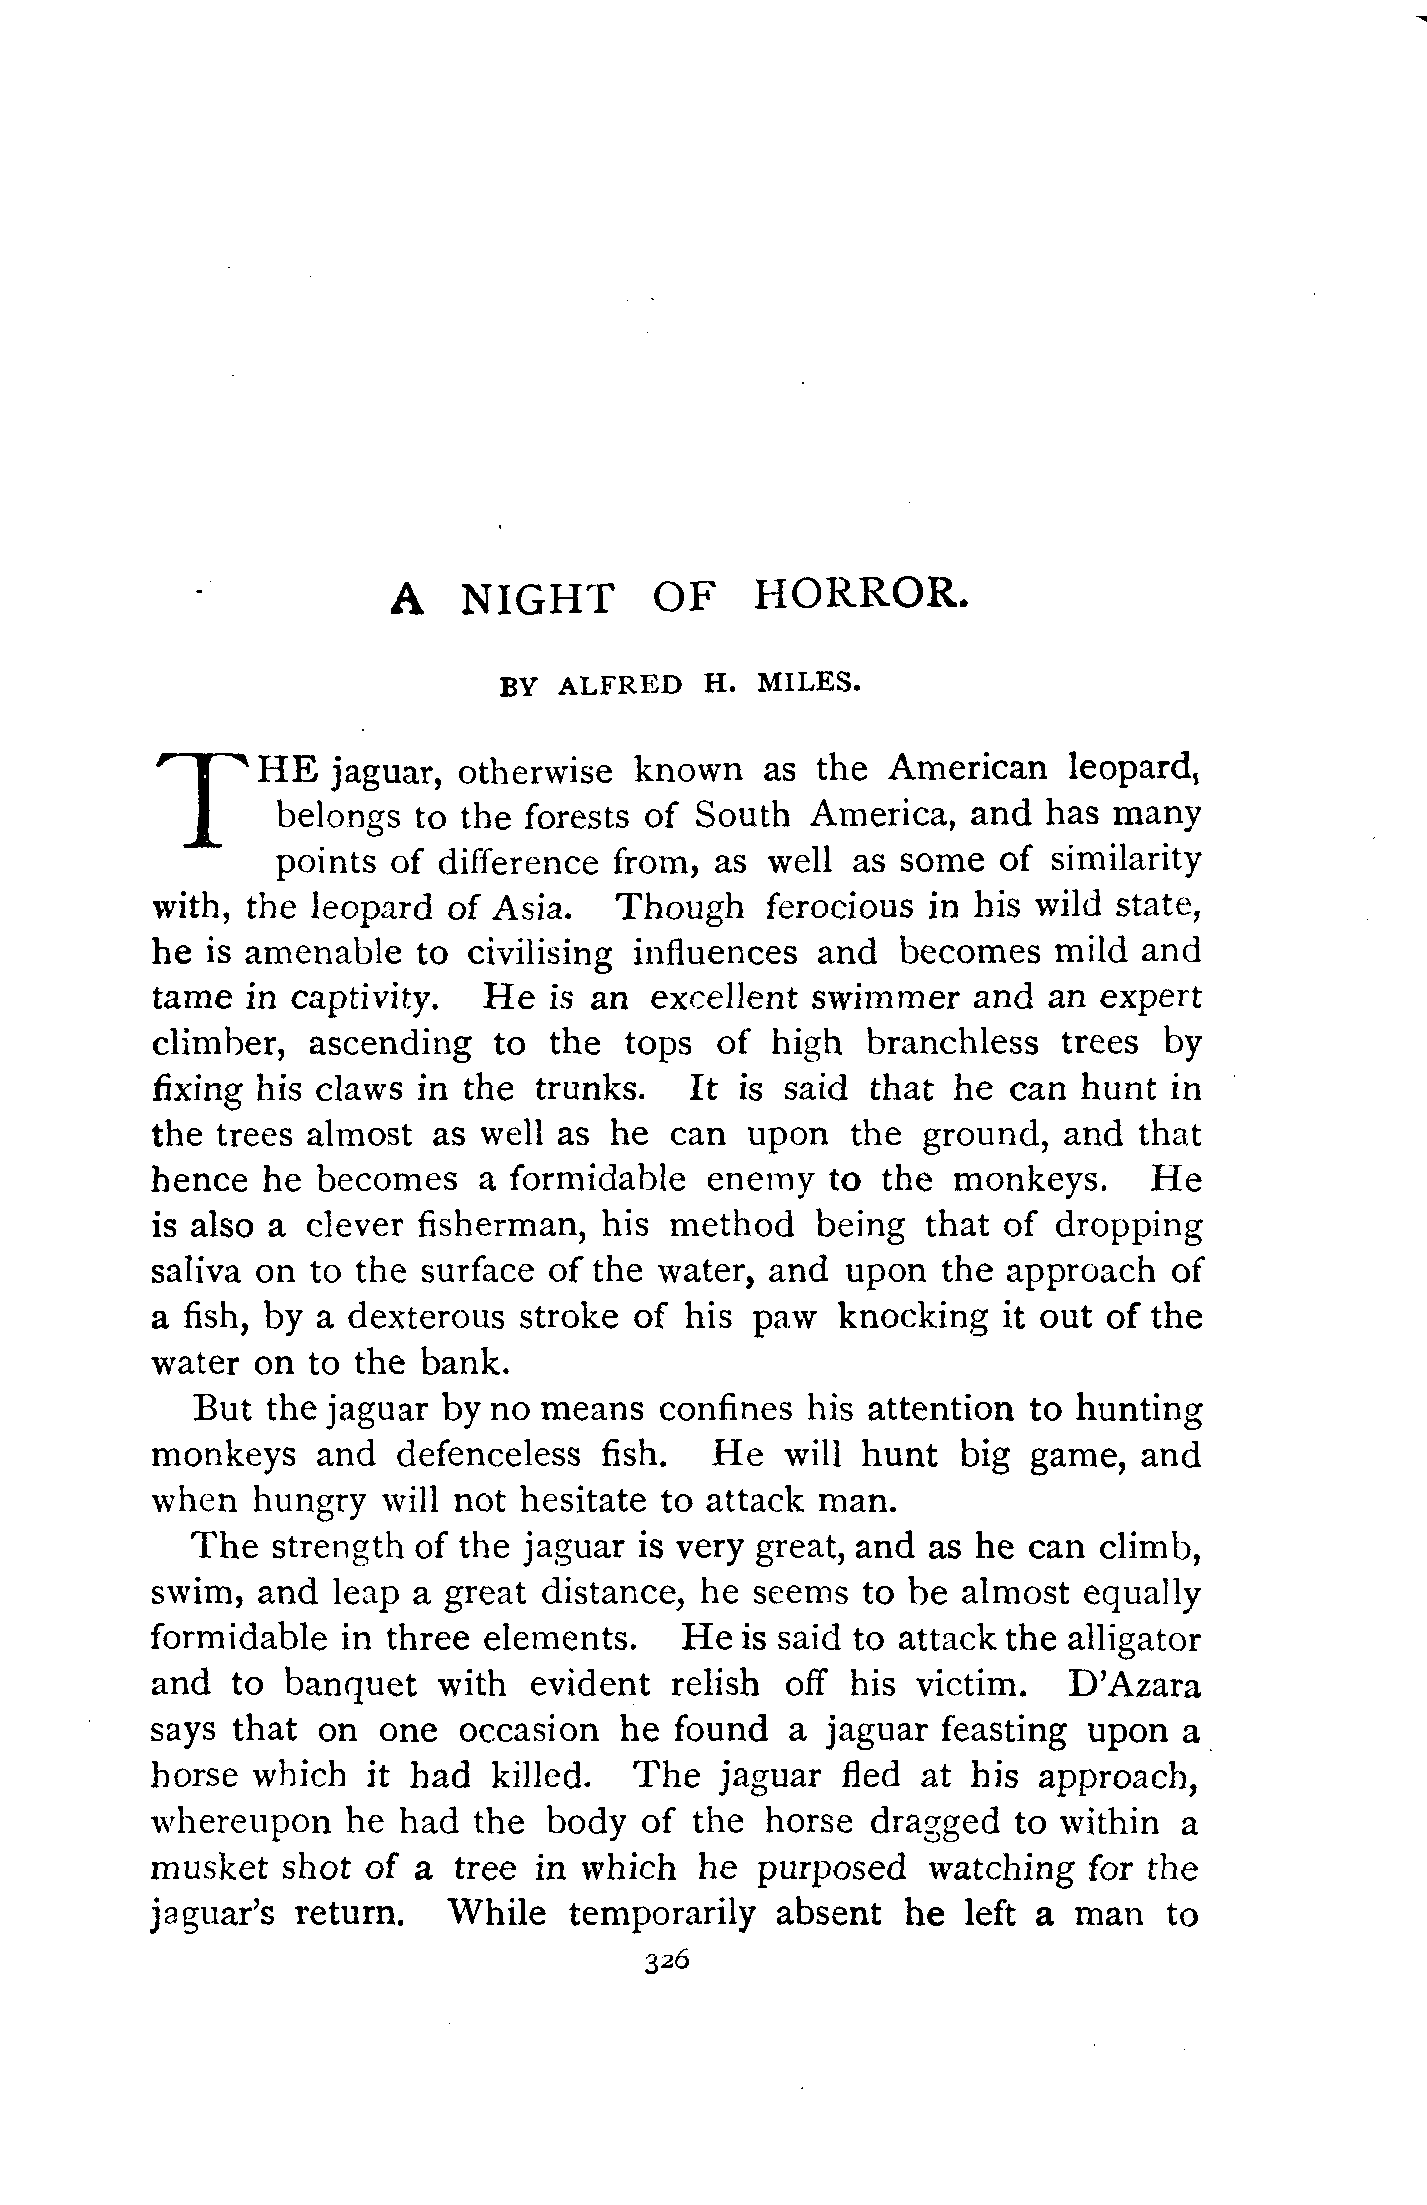 A NIGHT OF HORROR.
BY ALFRED H. MILES.
THE jaguar, otherwise known as the American leopard,
belongs to the forests of South America, and has many
points of difference from, as well as some of similarity
with, the leopard of Asia. Though ferocious in his wild state,
he is amenable to civilising influences and becomes mild and
tame in captivity. He is an excellent swimmer and an expert
climber, ascending to the tops of high branchless trees by
fixing his claws in the trunks. It is said that he can hunt in
the trees almost as well as he can upon the ground, and that
hence he becomes a formidable enemy to the monkeys. He
is also a clever fisherman, his method being that of dropping
saliva on to the surface of the water, and upon the approach of
a fish, by a dexterous stroke of his paw knocking it out of the
water on to the bank.
But the jaguar by no means confines his attention to hunting
monkeys and defenceless fish. He will hunt big game, and
when hungry will not hesitate to attack man.
The strength of the jaguar is very great, and as he can climb,
swim, and leap a great distance, he seems to be almost equally
formidable in three elements. He is said to attack the alligator
and to banquet with evident relish off his victim. D'Azara
says that on one occasion he found a jaguar feasting upon a
horse which it had killed. The jaguar fled at his approach,
whereupon he had the body of the horse dragged to within a
musket shot of a tree in which he purposed watching for the
jaguar's return. While temporarily absent he left a man to
326